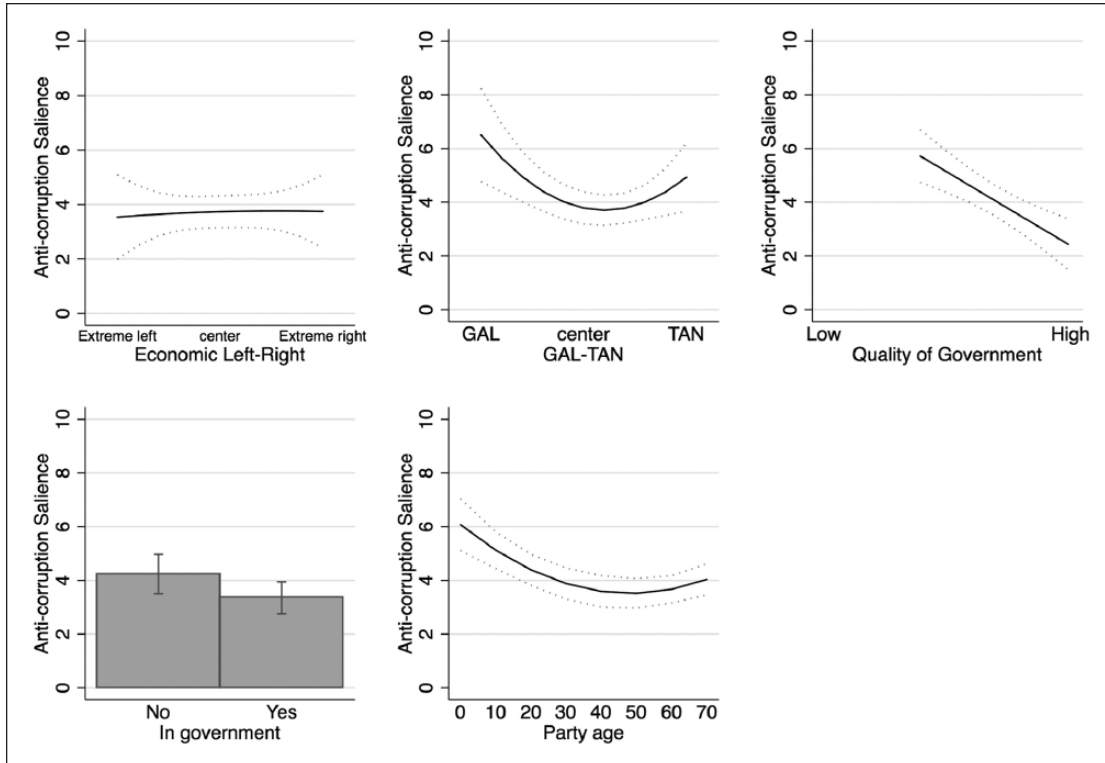 Anti-corruption Salience
10
8
6
4
2
0
Extreme left center Extreme right
Economic Left-Right
Anti-corruption Salience
10
8
6
4
2
0
GAL center TAN
GAL-TAN
Anti-corruption Salience
10
8
6
4
2
0
Low High
Quality of Government
Anti-corruption Salience
10
8
6
4
2
0
No Yes
In government
Anti-corruption Salience
10
8
6
4
2
0
0 10 20 30 40 50 60 70
Party age